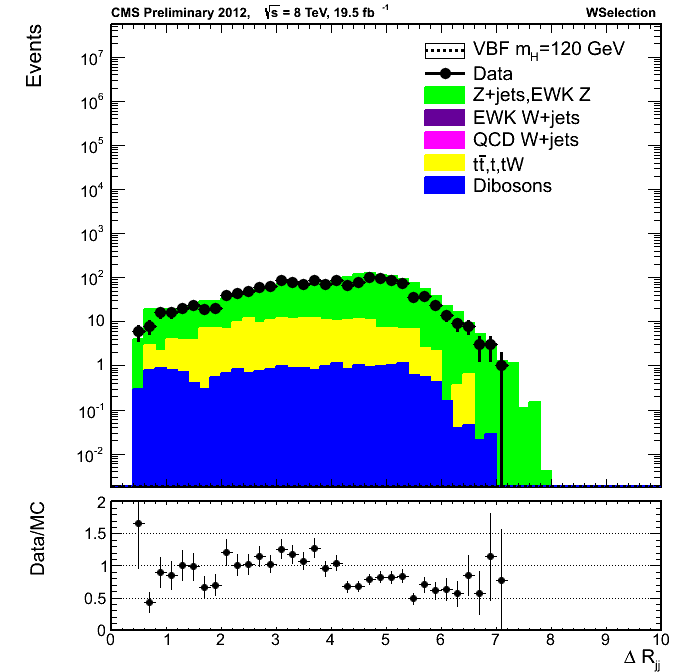 CMS Preliminary 2012, √s = 8 TeV, 19.5 fb⁻¹ WSelection
Events
VBF m_H=120 GeV
Data
Z+jets,EWK Z
EWK W+jets
QCD W+jets
tt̄,t,tW
Dibosons
10⁷
10⁶
10⁵
10⁴
10³
10²
10
1
10⁻¹
10⁻²
Data/MC
2
1.5
1
0.5
0
0 1 2 3 4 5 6 7 8 9 10
Δ R_jj